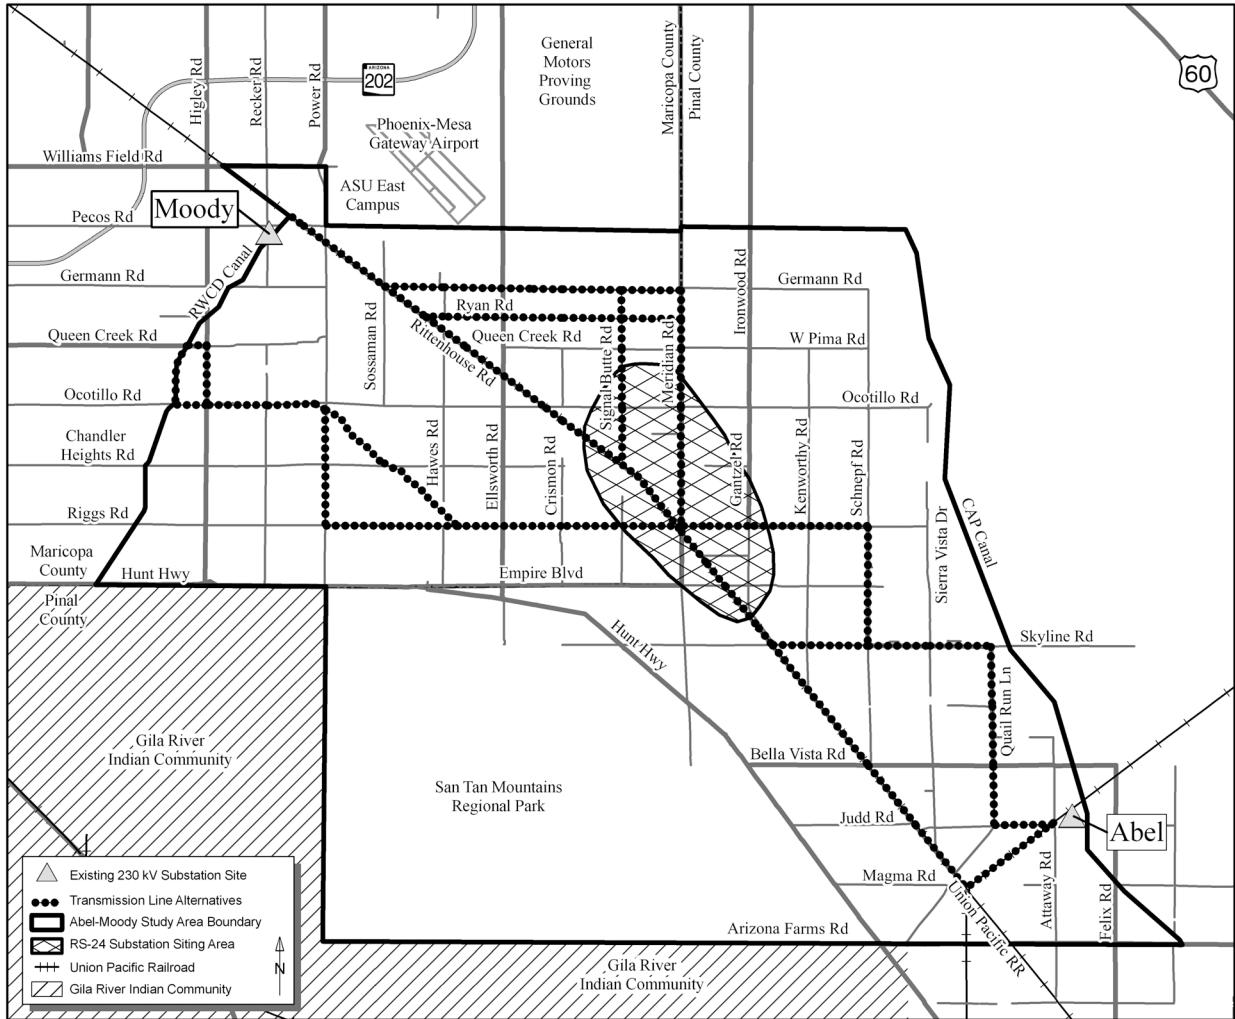 General
Motors
Proving
Grounds
Maricopa County
Pinal County
60
ARIZONA
202
Higley Rd
Recker Rd
Power Rd
Phoenix-Mesa
Gateway Airport
Williams Field Rd
ASU East
Campus
Moody
Pecos Rd
RWCD Canal
Germann Rd
Germann Rd
Ironwood Rd
Ryan Rd
Sossaman Rd
Rittenhouse Rd
Queen Creek Rd
Queen Creek Rd
Signal Butte Rd
Meridian Rd
W Pima Rd
Ocotillo Rd
Ocotillo Rd
Chandler
Heights Rd
Hawes Rd
Ellsworth Rd
Crismon Rd
Gantzel Rd
Kenworthy Rd
Schnepf Rd
Riggs Rd
Sierra Vista Dr
CAP Canal
Maricopa
County
Hunt Hwy
Empire Blvd
Pinal
County
Hunt Hwy
Skyline Rd
Quail Run Ln
Gila River
Indian Community
Bella Vista Rd
San Tan Mountains
Regional Park
Judd Rd
Abel
Magma Rd
Union Pacific RR
Attaway Rd
Felix Rd
Arizona Farms Rd
Gila River
Indian Community
Existing 230 kV Substation Site
Transmission Line Alternatives
Abel-Moody Study Area Boundary
RS-24 Substation Siting Area
Union Pacific Railroad
Gila River Indian Community
N